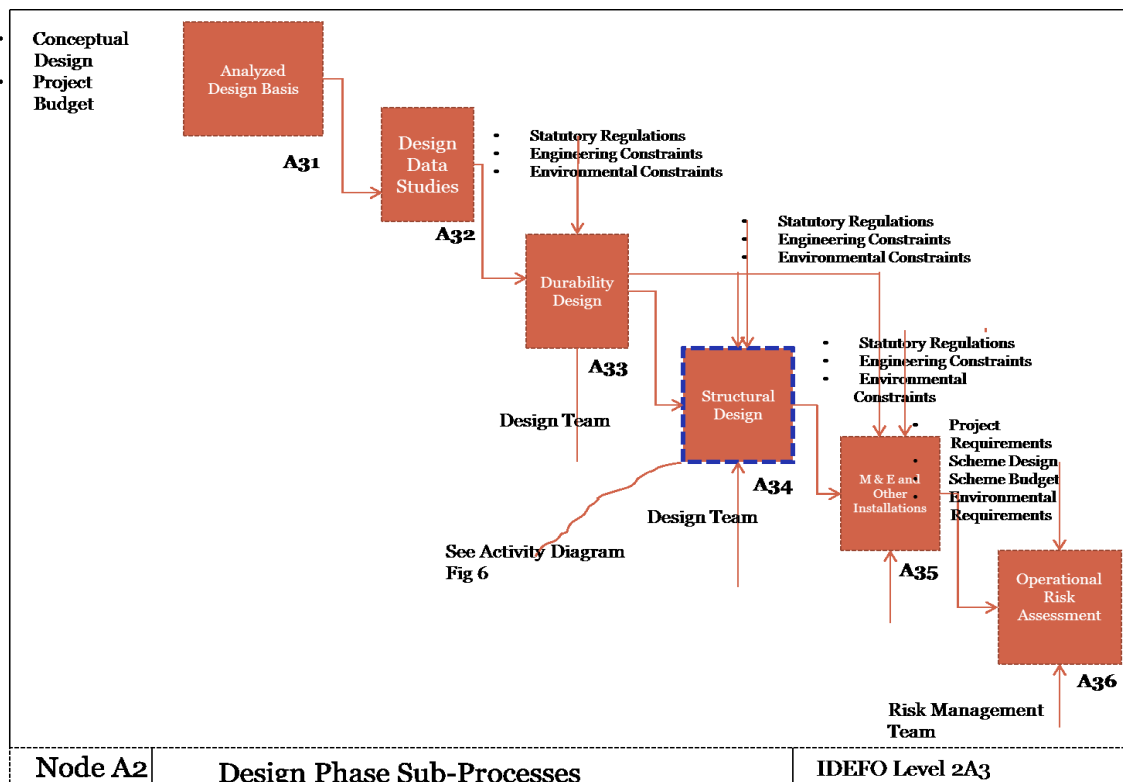 • Conceptual
Design
• Project
Budget
Analyzed
Design Basis
A31
Design
Data
Studies
A32
• Statutory Regulations
• Engineering Constraints
• Environmental Constraints
Durability
Design
A33
Design Team
• Statutory Regulations
• Engineering Constraints
• Environmental Constraints
Structural
Design
A34
Design Team
See Activity Diagram
Fig 6
• Statutory Regulations
• Engineering Constraints
• Environmental
Constraints
M & E and
Other
Installations
A35
• Project
Requirements
• Scheme Design
• Scheme Budget
• Environmental
Requirements
Operational
Risk
Assessment
A36
Risk Management
Team
Node A2
Design Phase Sub-Processes
IDEFO Level 2A3